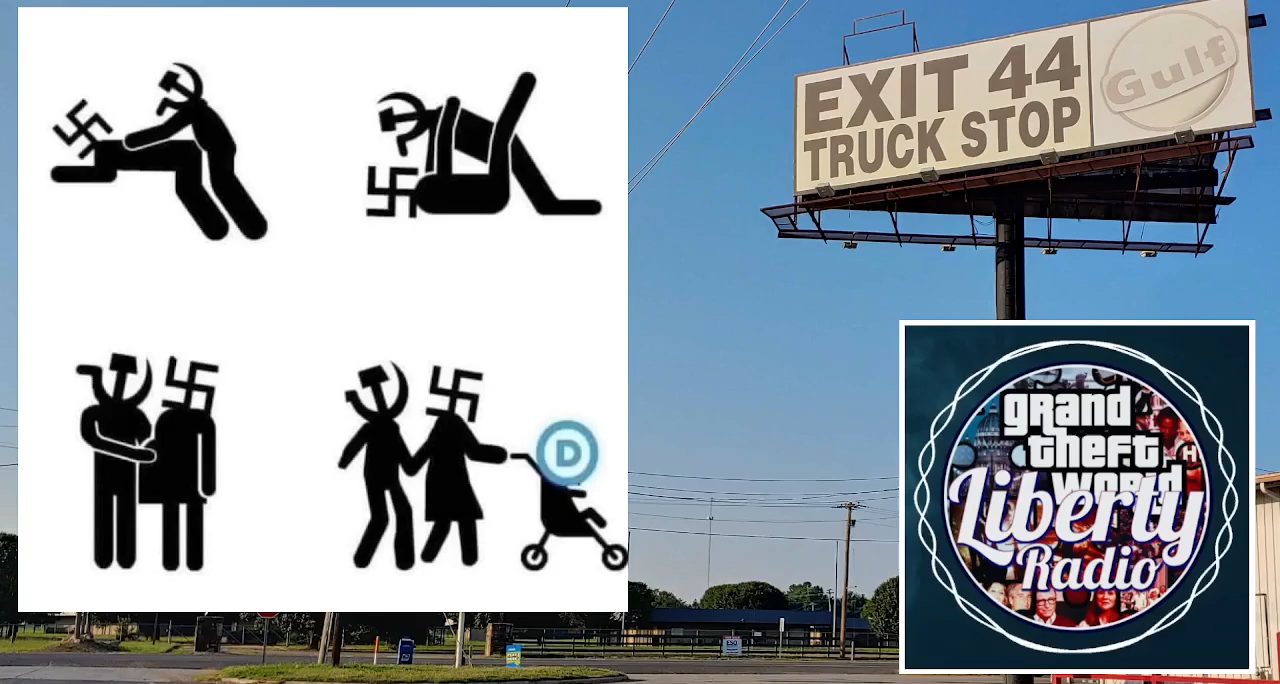 EXIT 44
TRUCK STOP
Gulf
D
grand
theft
world
Liberty
Radio